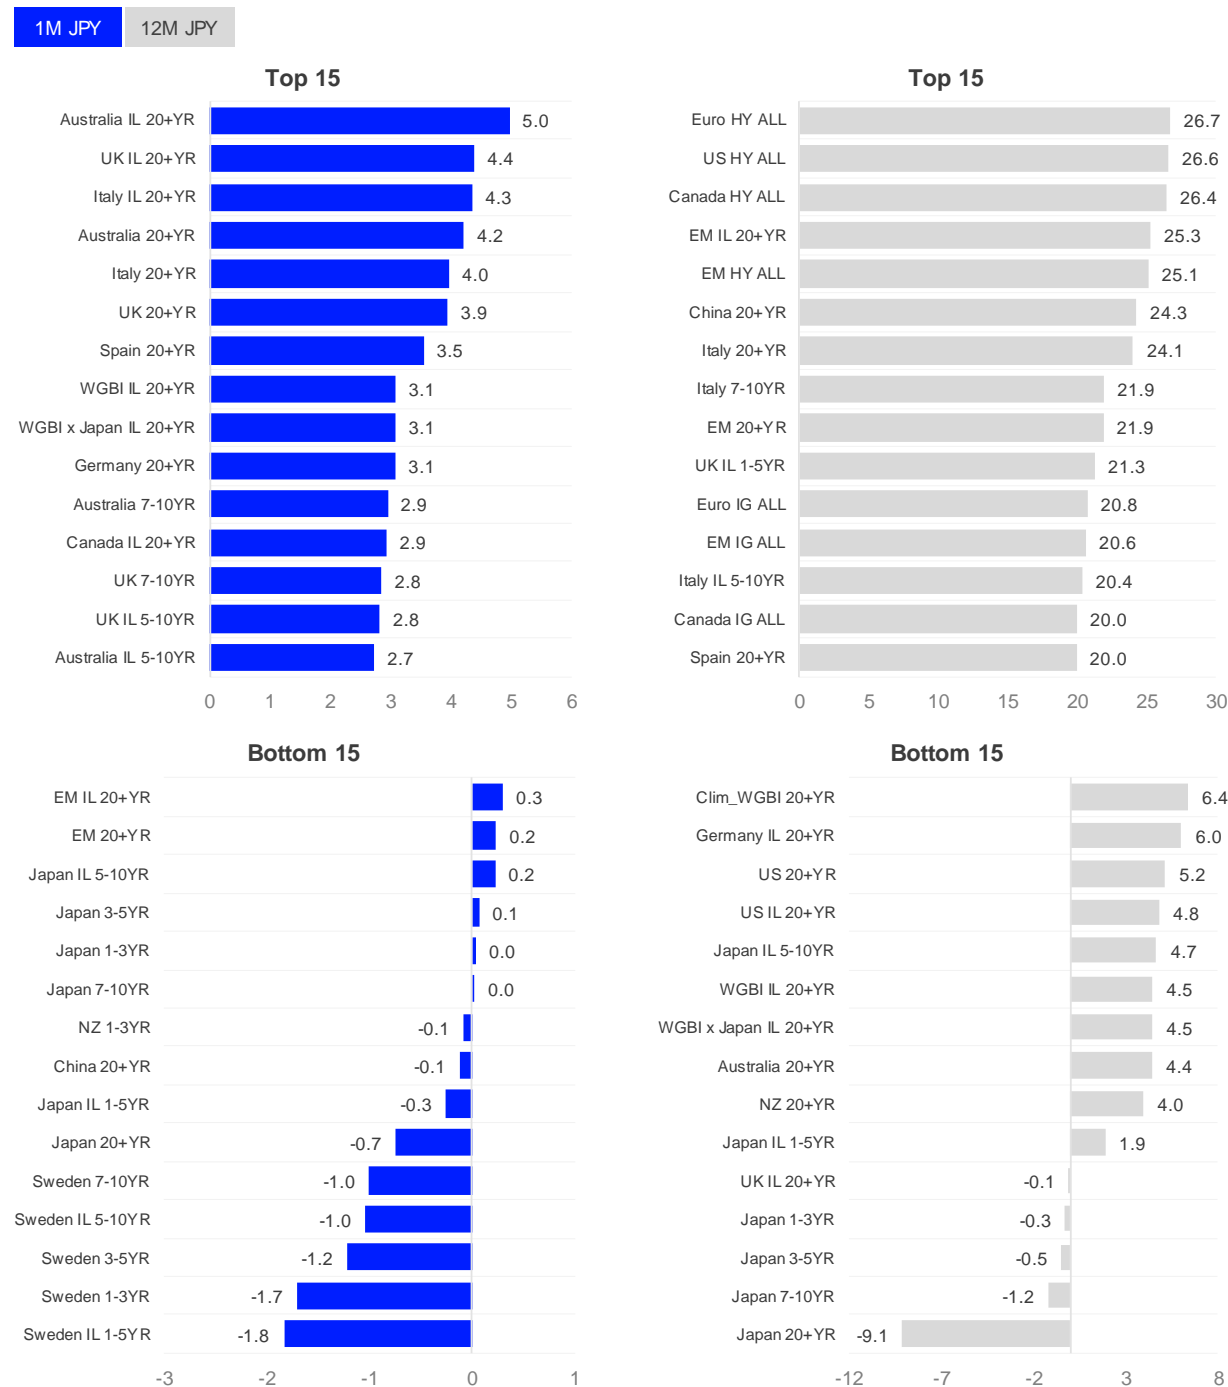 1M JPY 12M JPY
Top 15
Australia IL 20+YR 5.0
UK IL 20+YR 4.4
Italy IL 20+YR 4.3
Australia 20+YR 4.2
Italy 20+YR 4.0
UK 20+YR 3.9
Spain 20+YR 3.5
WGBI IL 20+YR 3.1
WGBI x Japan IL 20+YR 3.1
Germany 20+YR 3.1
Australia 7-10YR 2.9
Canada IL 20+YR 2.9
UK 7-10YR 2.8
UK IL 5-10YR 2.8
Australia IL 5-10YR 2.7
0 1 2 3 4 5 6
Top 15
Euro HY ALL 26.7
US HY ALL 26.6
Canada HY ALL 26.4
EM IL 20+YR 25.3
EM HY ALL 25.1
China 20+YR 24.3
Italy 20+YR 24.1
Italy 7-10YR 21.9
EM 20+YR 21.9
UK IL 1-5YR 21.3
Euro IG ALL 20.8
EM IG ALL 20.6
Italy IL 5-10YR 20.4
Canada IG ALL 20.0
Spain 20+YR 20.0
0 5 10 15 20 25 30
Bottom 15
EM IL 20+YR 0.3
EM 20+YR 0.2
Japan IL 5-10YR 0.2
Japan 3-5YR 0.1
Japan 1-3YR 0.0
Japan 7-10YR 0.0
NZ 1-3YR -0.1
China 20+YR -0.1
Japan IL 1-5YR -0.3
Japan 20+YR -0.7
Sweden 7-10YR -1.0
Sweden IL 5-10YR -1.0
Sweden 3-5YR -1.2
Sweden 1-3YR -1.7
Sweden IL 1-5YR -1.8
-3 -2 -1 0 1
Bottom 15
Clim_WGBI 20+YR 6.4
Germany IL 20+YR 6.0
US 20+YR 5.2
US IL 20+YR 4.8
Japan IL 5-10YR 4.7
WGBI IL 20+YR 4.5
WGBI x Japan IL 20+YR 4.5
Australia 20+YR 4.4
NZ 20+YR 4.0
Japan IL 1-5YR 1.9
UK IL 20+YR -0.1
Japan 1-3YR -0.3
Japan 3-5YR -0.5
Japan 7-10YR -1.2
Japan 20+YR -9.1
-12 -7 -2 3 8